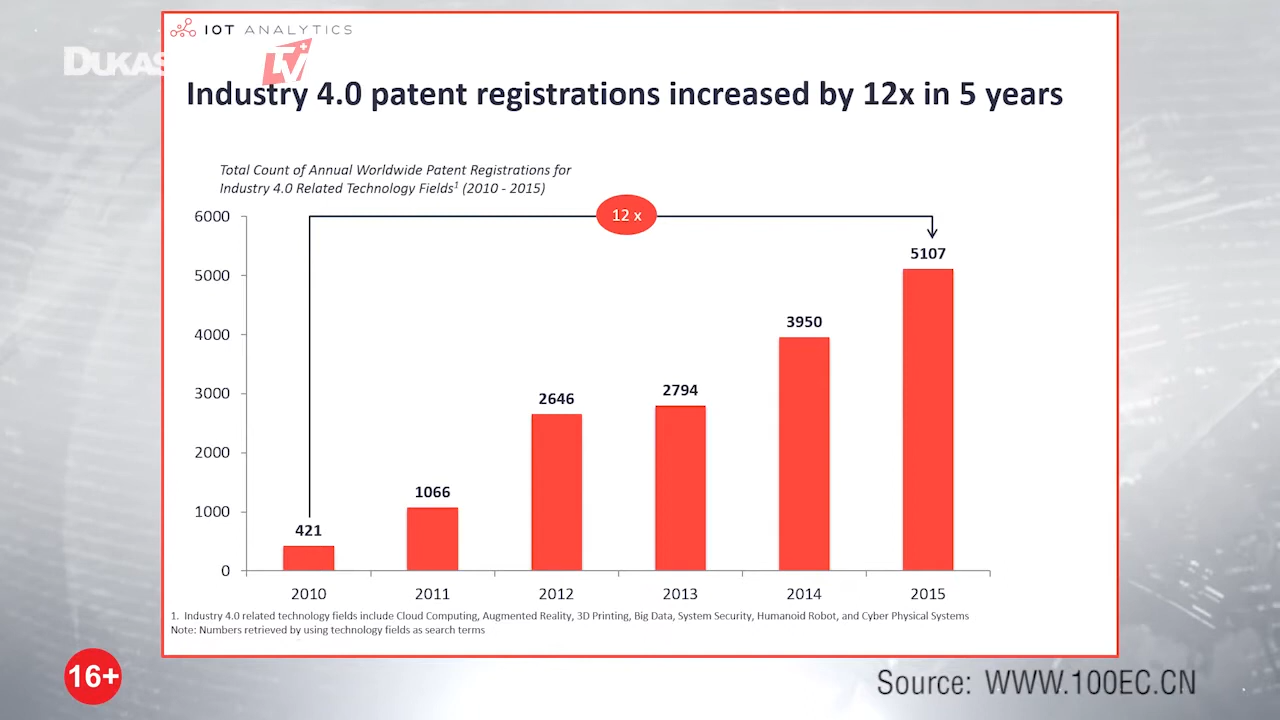 IOT ANALYTICS
DUKAS TV
Industry 4.0 patent registrations increased by 12x in 5 years
Total Count of Annual Worldwide Patent Registrations for
Industry 4.0 Related Technology Fields¹ (2010 - 2015)
6000
12 x
5107
5000
4000
3950
3000
2794
2646
2000
1066
1000
421
0
2010 2011 2012 2013 2014 2015
1. Industry 4.0 related technology fields include Cloud Computing, Augmented Reality, 3D Printing, Big Data, System Security, Humanoid Robot, and Cyber Physical Systems
Note: Numbers retrieved by using technology fields as search terms
16+
Source: WWW.100EC.CN